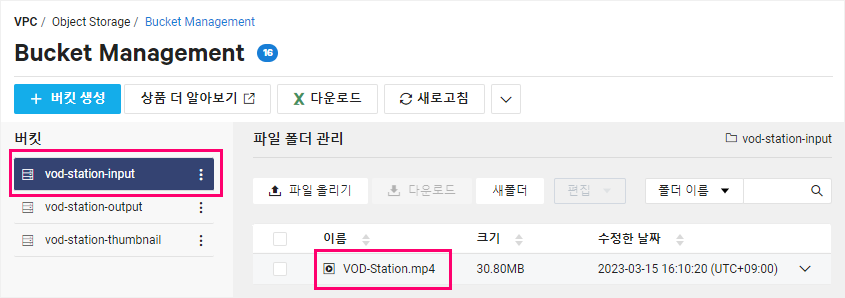 VPC / Object Storage / Bucket Management
Bucket Management 16
+ 버킷 생성 상품 더 알아보기 다운로드 새로고침
버킷
vod-station-input
vod-station-output
vod-station-thumbnail
파일 폴더 관리 vod-station-input
파일 올리기 다운로드 새폴더 편집 폴더 이름
이름 크기 수정한 날짜
VOD-Station.mp4 30.80MB 2023-03-15 16:10:20 (UTC+09:00)